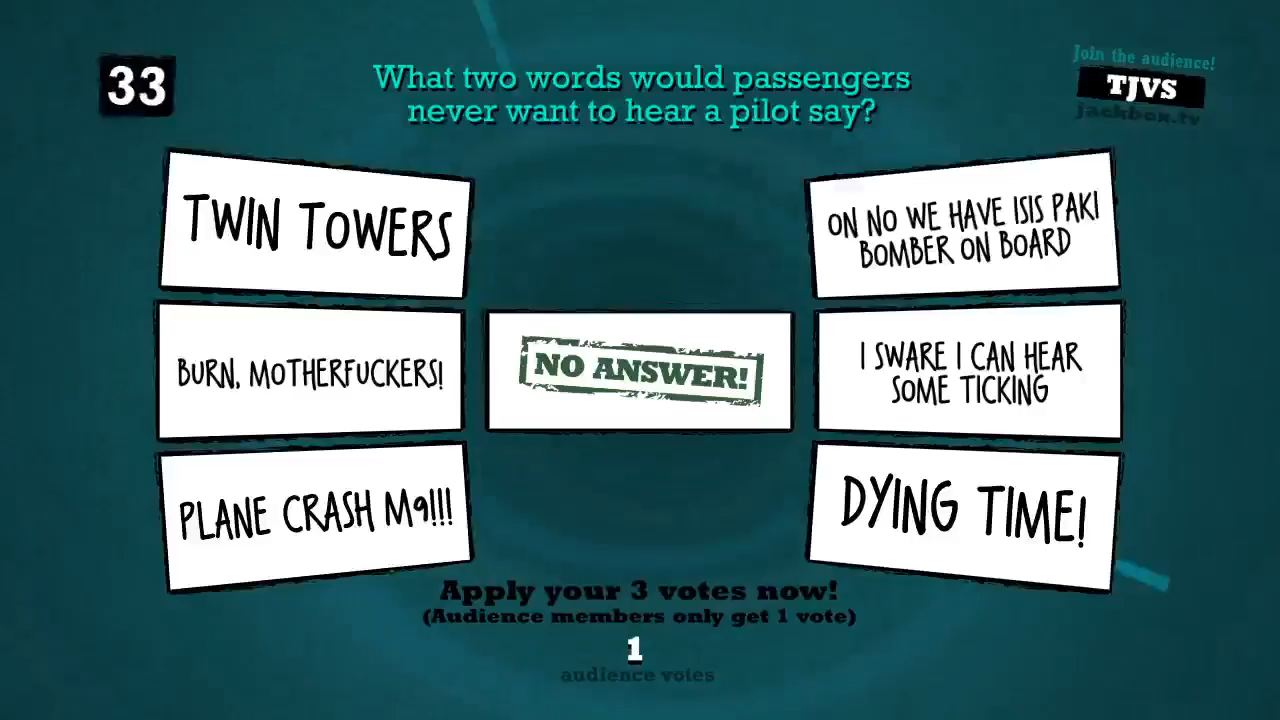 33
What two words would passengers
never want to hear a pilot say?
Join the audience!
TJVS
jackbox.tv
TWIN TOWERS
BURN, MOTHERFUCKERS!
PLANE CRASH M9!!!
NO ANSWER!
ON NO WE HAVE ISIS PAKI
BOMBER ON BOARD
I SWARE I CAN HEAR
SOME TICKING
DYING TIME!
Apply your 3 votes now!
(Audience members only get 1 vote)
1
audience votes